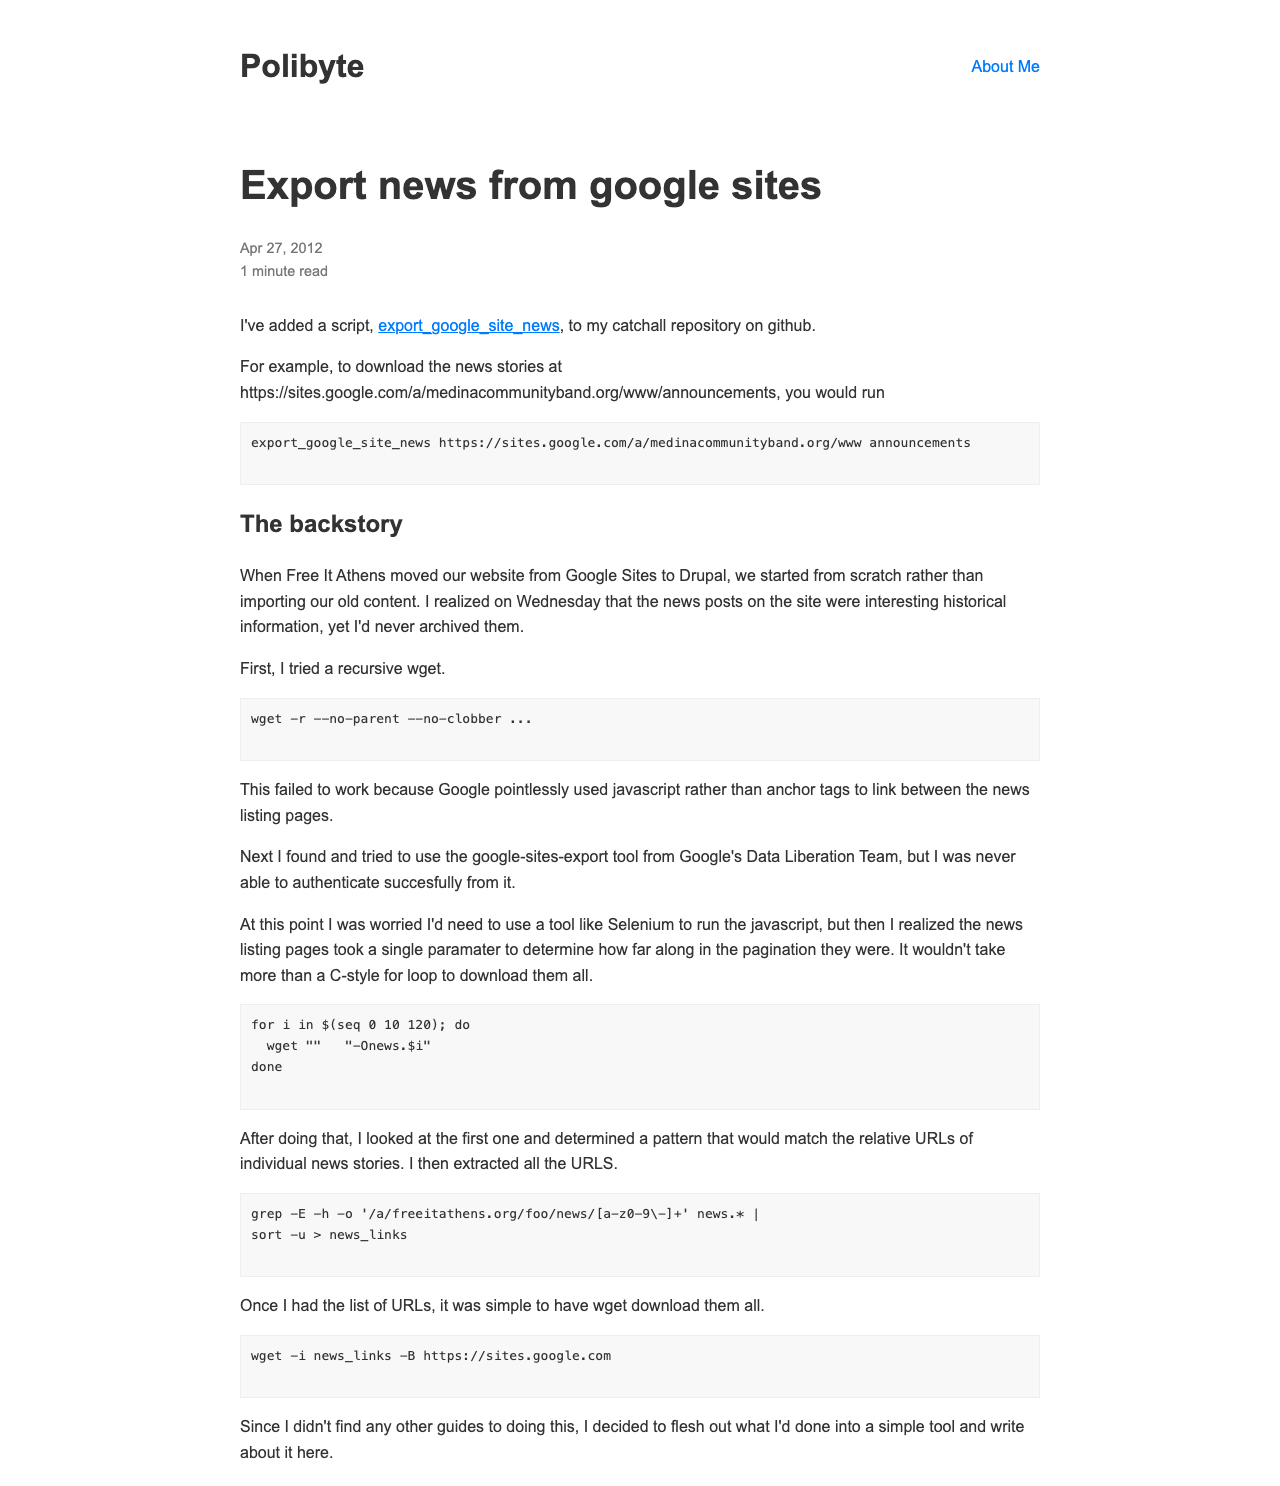 Polibyte
About Me
Export news from google sites
Apr 27, 2012
1 minute read
I've added a script, export_google_site_news, to my catchall repository on github.
For example, to download the news stories at
https://sites.google.com/a/medinacommunityband.org/www/announcements, you would run
export_google_site_news https://sites.google.com/a/medinacommunityband.org/www announcements
The backstory
When Free It Athens moved our website from Google Sites to Drupal, we started from scratch rather than
importing our old content. I realized on Wednesday that the news posts on the site were interesting historical
information, yet I'd never archived them.
First, I tried a recursive wget.
wget -r --no-parent --no-clobber ...
This failed to work because Google pointlessly used javascript rather than anchor tags to link between the news
listing pages.
Next I found and tried to use the google-sites-export tool from Google's Data Liberation Team, but I was never
able to authenticate succesfully from it.
At this point I was worried I'd need to use a tool like Selenium to run the javascript, but then I realized the news
listing pages took a single paramater to determine how far along in the pagination they were. It wouldn't take
more than a C-style for loop to download them all.
for i in $(seq 0 10 120); do
  wget ""   "-Onews.$i"
done
After doing that, I looked at the first one and determined a pattern that would match the relative URLs of
individual news stories. I then extracted all the URLS.
grep -E -h -o '/a/freeitathens.org/foo/news/[a-z0-9\-]+' news.* |
sort -u > news_links
Once I had the list of URLs, it was simple to have wget download them all.
wget -i news_links -B https://sites.google.com
Since I didn't find any other guides to doing this, I decided to flesh out what I'd done into a simple tool and write
about it here.